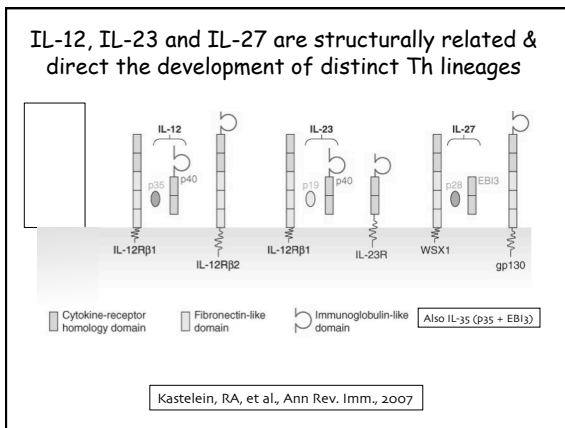 IL-12, IL-23 and IL-27 are structurally related &
direct the development of distinct Th lineages
IL-12
IL-23
IL-27
p35
p40
p19
p40
p28
EBI3
IL-12Rβ1
IL-12Rβ2
IL-12Rβ1
IL-23R
WSX1
gp130
Cytokine-receptor
homology domain
Fibronectin-like
domain
Immunoglobulin-like
domain
Also IL-35 (p35 + EBI3)
Kastelein, RA, et al., Ann Rev. Imm., 2007